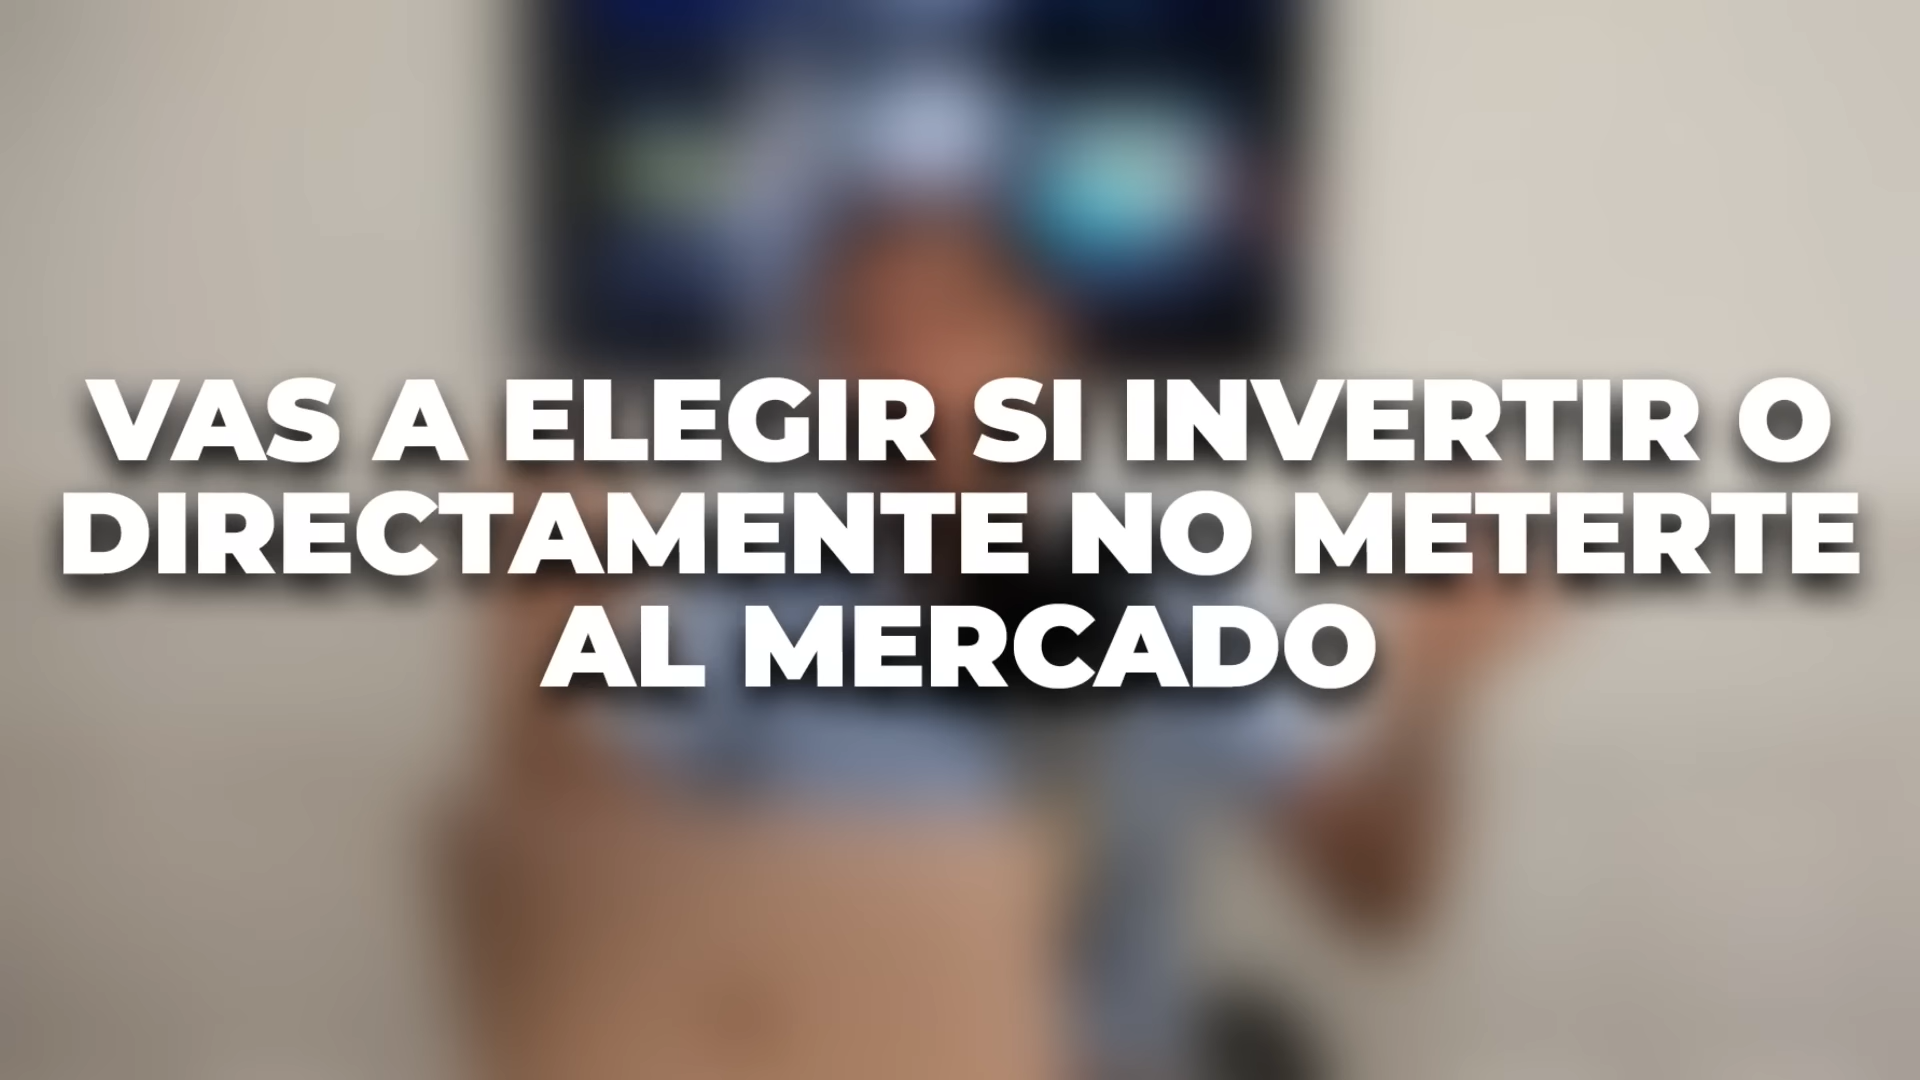 VAS A ELEGIR SI INVERTIR O
DIRECTAMENTE NO METERTE
AL MERCADO